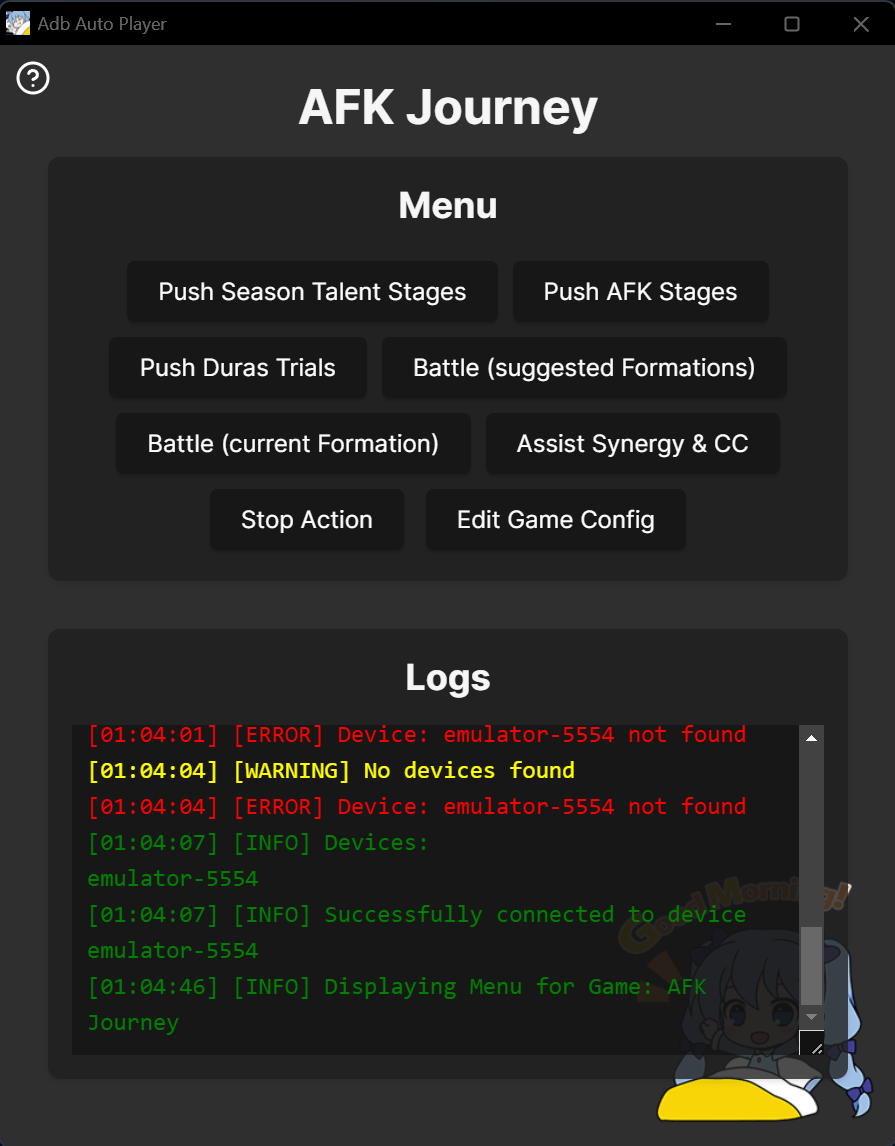 Adb Auto Player
AFK Journey
Menu
Push Season Talent Stages
Push AFK Stages
Push Duras Trials
Battle (suggested Formations)
Battle (current Formation)
Assist Synergy & CC
Stop Action
Edit Game Config
Logs
[01:04:01] [ERROR] Device: emulator-5554 not found
[01:04:04] [WARNING] No devices found
[01:04:04] [ERROR] Device: emulator-5554 not found
[01:04:07] [INFO] Devices:
emulator-5554
[01:04:07] [INFO] Successfully connected to device
emulator-5554
[01:04:46] [INFO] Displaying Menu for Game: AFK
Journey
Good Morning!